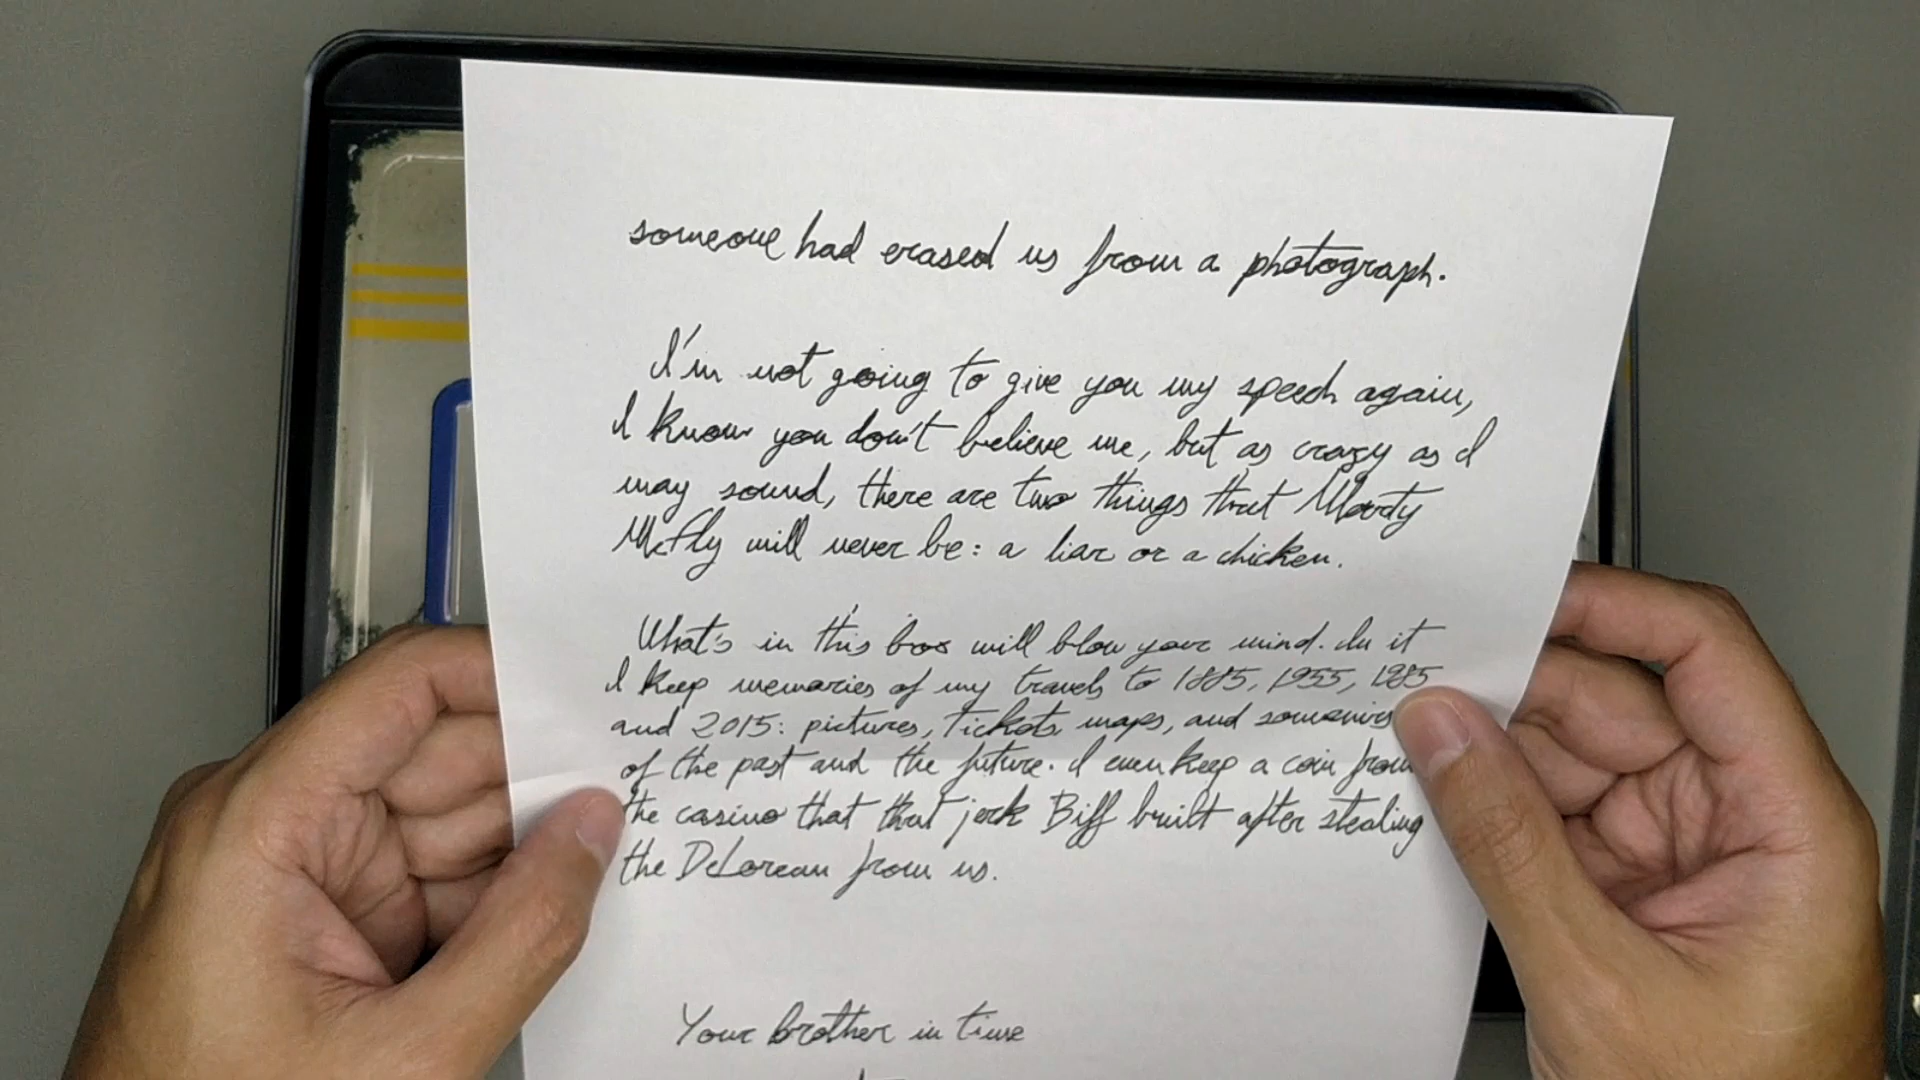 someone had erased us from a photograph.
I'm not going to give you my speech again,
I know you don't believe me, but as crazy as I
may sound, there are two things that Marty
McFly will never be: a liar or a chicken.
What's in this box will blow your mind. In it
I keep memories of my travels to 1885, 1955, 1985
and 2015: pictures, tickets, maps, and souvenirs
of the past and the future. I even keep a coin from
the casino that that jerk Biff built after stealing
the DeLorean from us.
Your brother in time